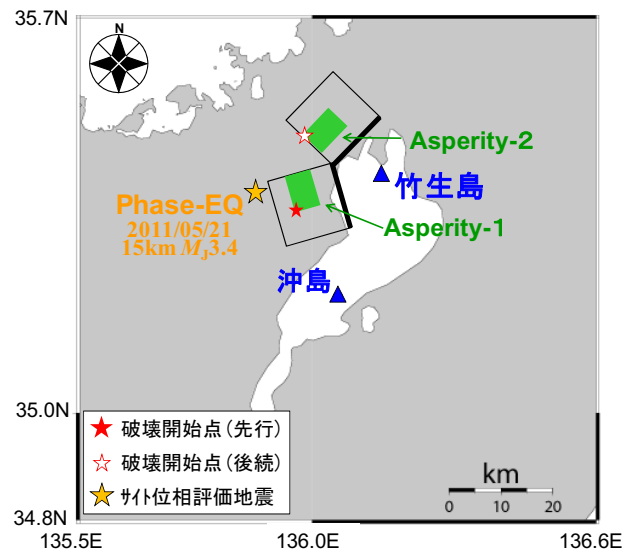 35.7N
N
Asperity-2
竹生島
Phase-EQ
2011/05/21
15km MJ3.4
Asperity-1
沖島
35.0N
破壊開始点(先行)
破壊開始点(後続)
ｻｲﾄ位相評価地震
km
0 10 20
34.8N
135.5E 136.0E 136.6E